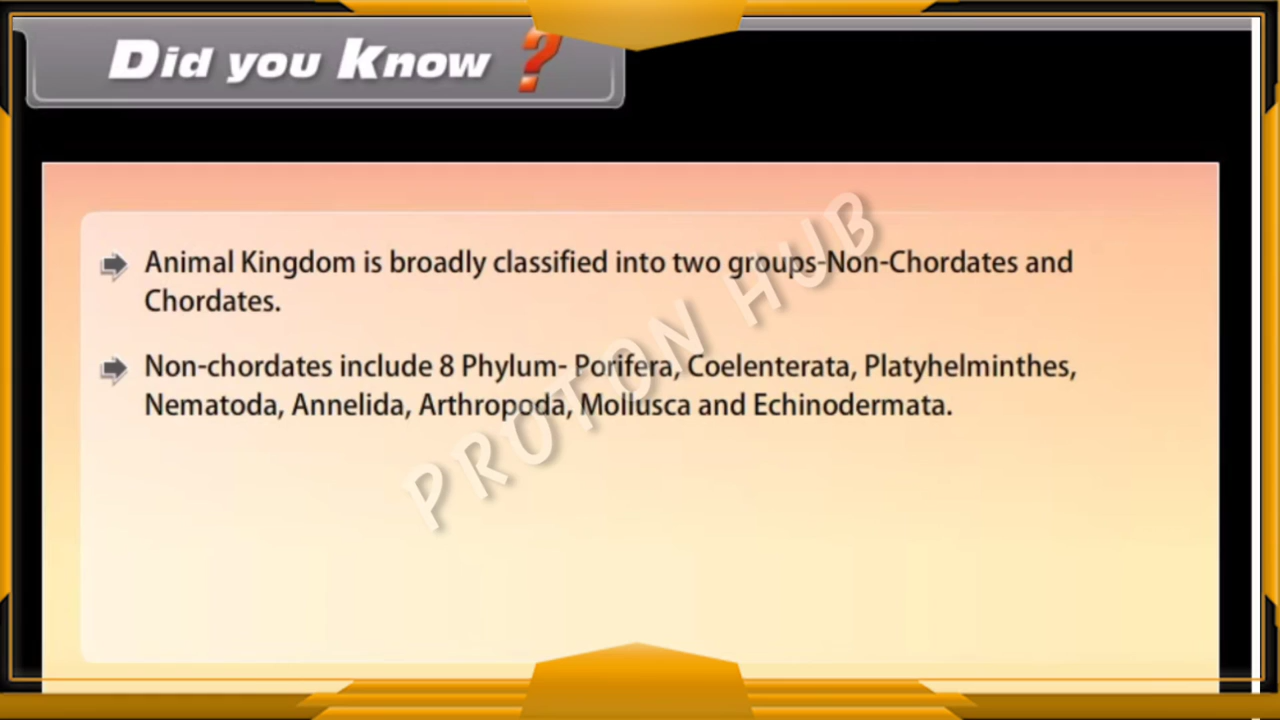 Did you Know ?
Animal Kingdom is broadly classified into two groups-Non-Chordates and
Chordates.
Non-chordates include 8 Phylum- Porifera, Coelenterata, Platyhelminthes,
Nematoda, Annelida, Arthropoda, Mollusca and Echinodermata.
PROTON HUB